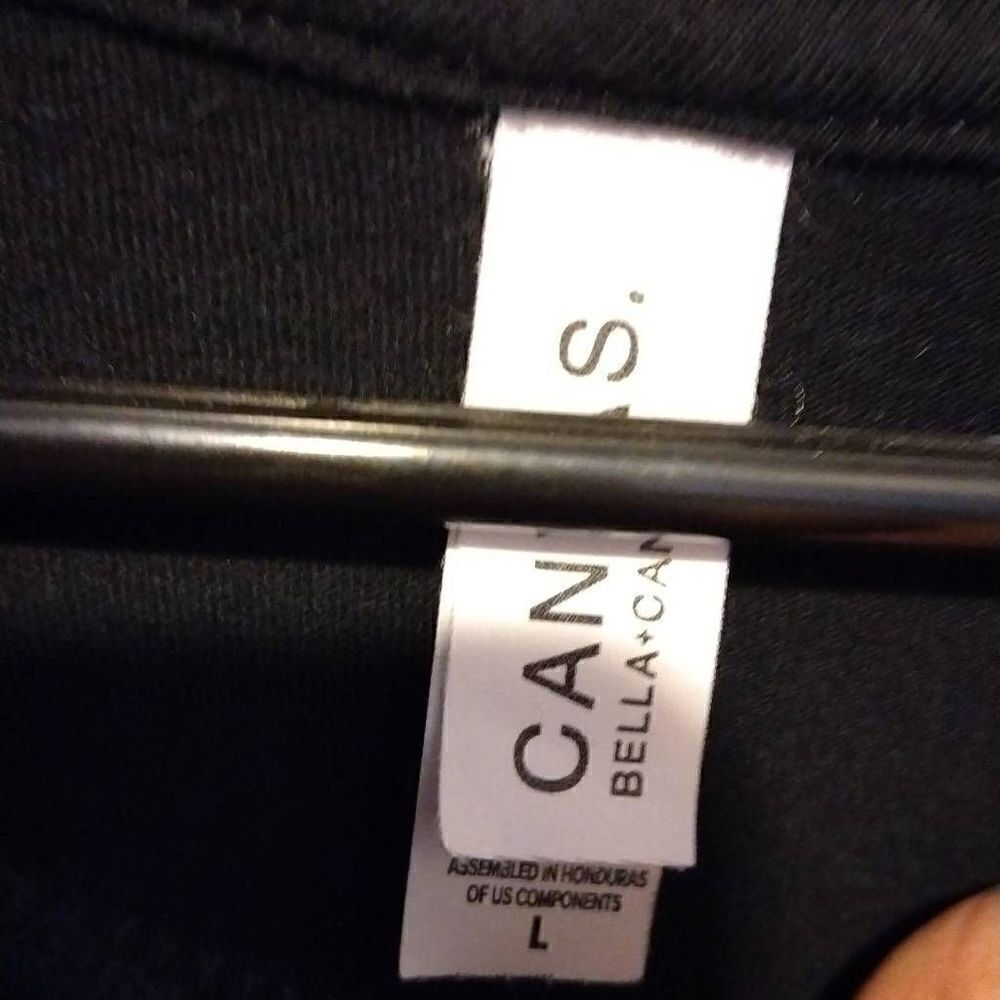 CAN
S.
BELLA+CAN
ASSEMBLED IN HONDURAS
OF US COMPONENTS
L